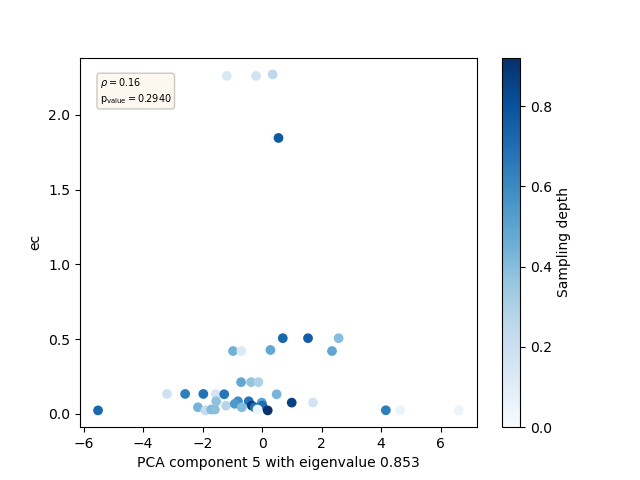 ρ = 0.16
p_value = 0.2940
2.0
1.5
1.0
0.5
0.0
ec
−6 −4 −2 0 2 4 6
PCA component 5 with eigenvalue 0.853
0.8
0.6
0.4
0.2
0.0
Sampling depth